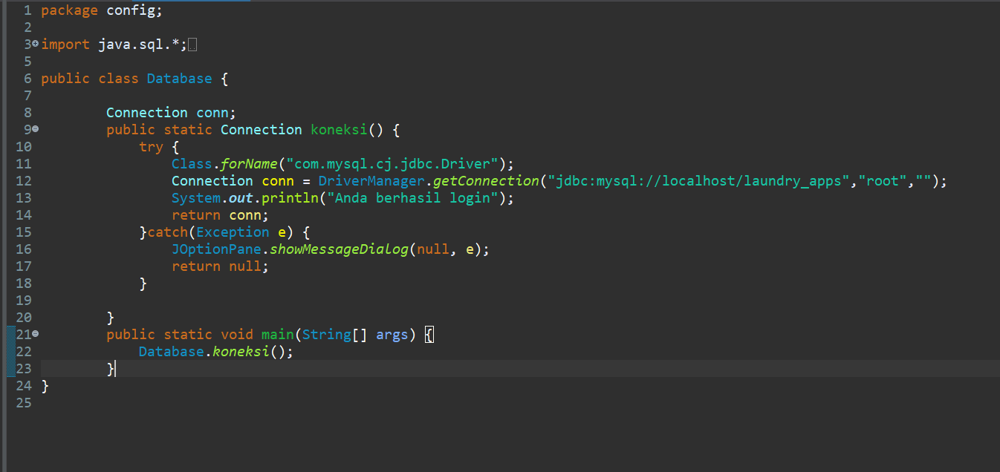 1 package config;
2
3 import java.sql.*;
5
6 public class Database {
7
8 Connection conn;
9 public static Connection koneksi() {
10 try {
11 Class.forName("com.mysql.cj.jdbc.Driver");
12 Connection conn = DriverManager.getConnection("jdbc:mysql://localhost/laundry_apps","root","");
13 System.out.println("Anda berhasil login");
14 return conn;
15 }catch(Exception e) {
16 JOptionPane.showMessageDialog(null, e);
17 return null;
18 }
19
20 }
21 public static void main(String[] args) {
22 Database.koneksi();
23 }
24 }
25